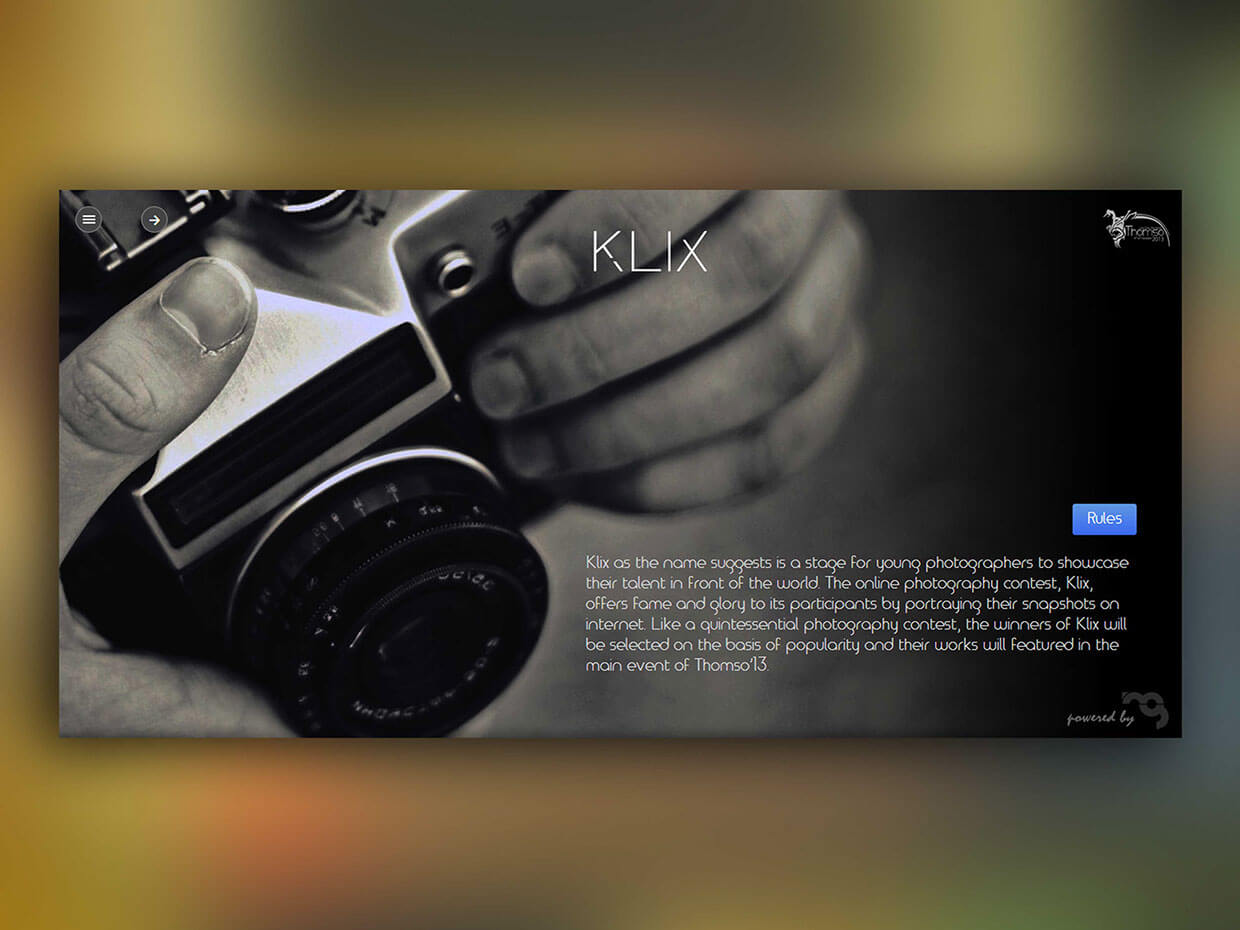 KLIX
Thomso
2013
Rules
Klix as the name suggests is a stage for young photographers to showcase
their talent in front of the world. The online photography contest, Klix,
offers fame and glory to its participants by portraying their snapshots on
internet. Like a quintessential photography contest, the winners of Klix will
be selected on the basis of popularity and their works will featured in the
main event of Thomso'13.
powered by